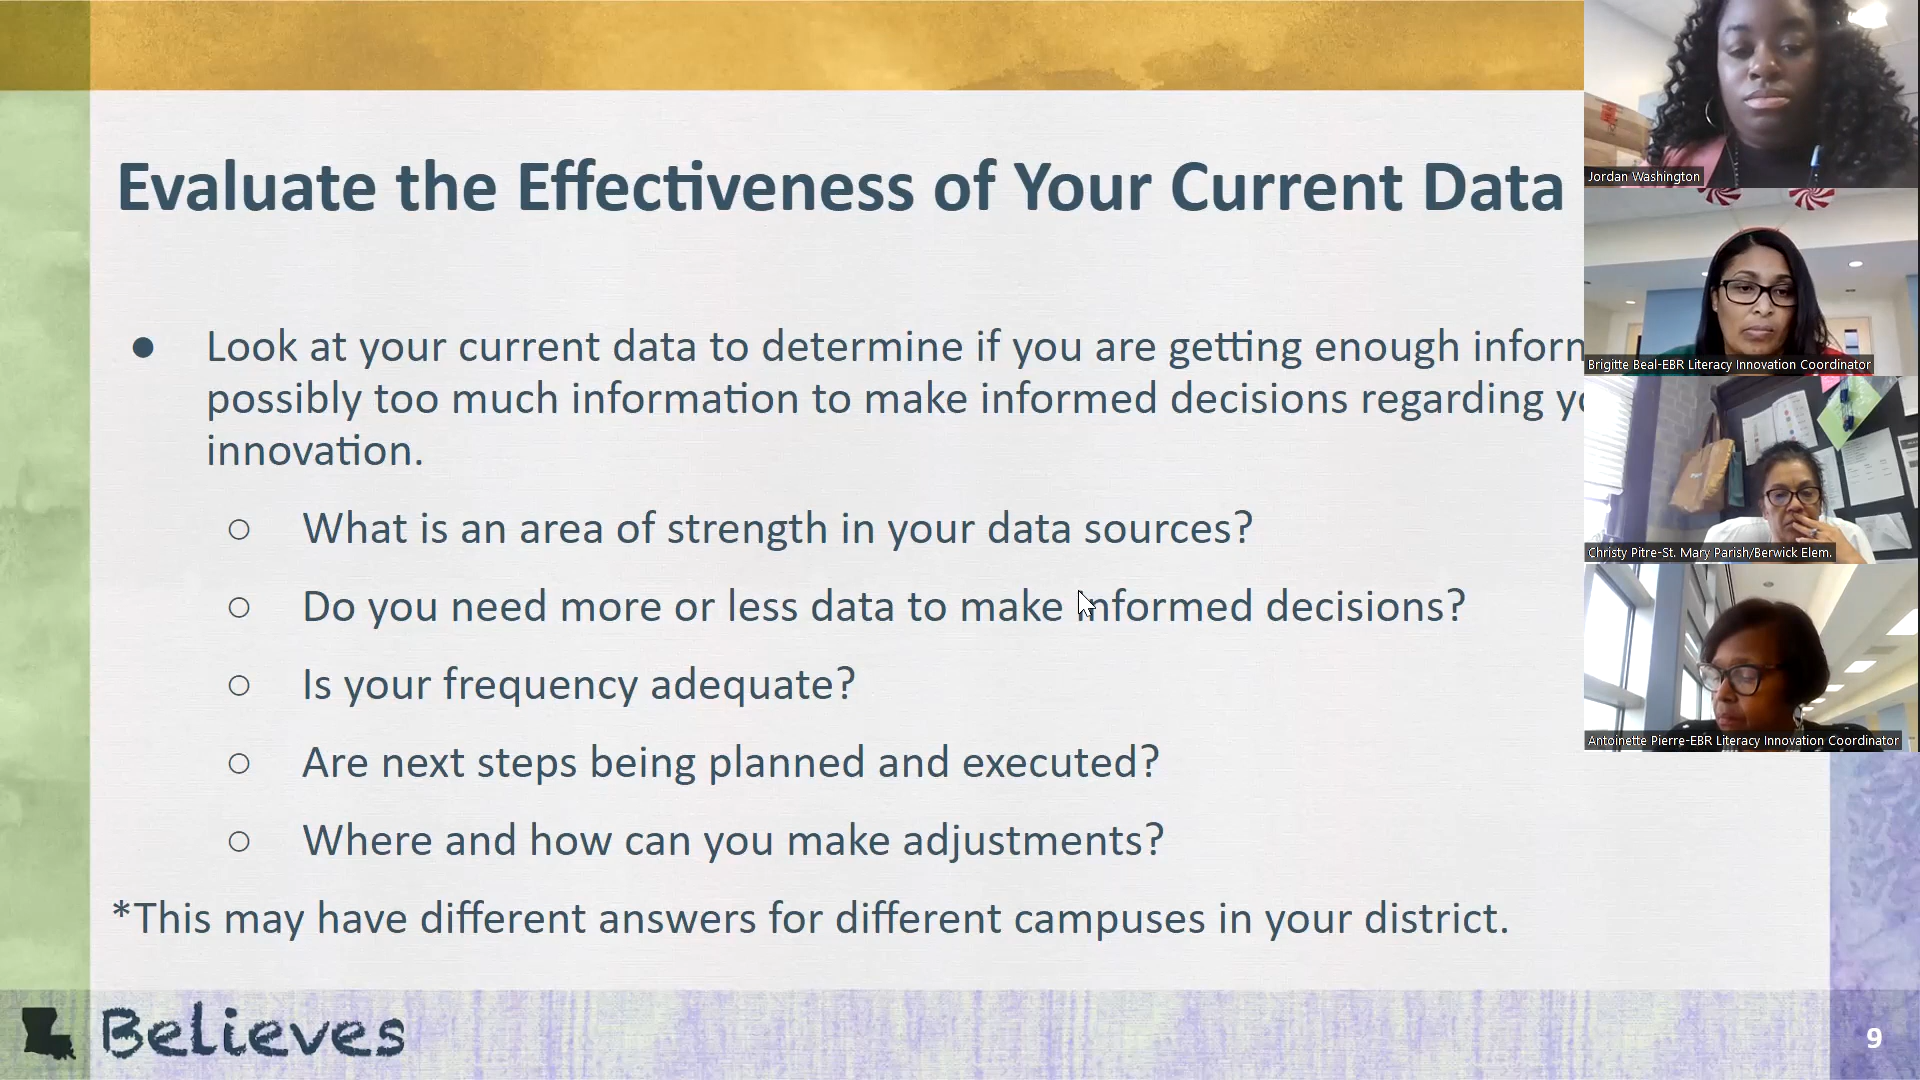 Evaluate the Effectiveness of Your Current Data
● Look at your current data to determine if you are getting enough inform
possibly too much information to make informed decisions regarding yo
innovation.
○ What is an area of strength in your data sources?
○ Do you need more or less data to make informed decisions?
○ Is your frequency adequate?
○ Are next steps being planned and executed?
○ Where and how can you make adjustments?
*This may have different answers for different campuses in your district.
Believes
9
Jordan Washington
Brigitte Beal-EBR Literacy Innovation Coordinator
Christy Pitre-St. Mary Parish/Berwick Elem.
Antoinette Pierre-EBR Literacy Innovation Coordinator